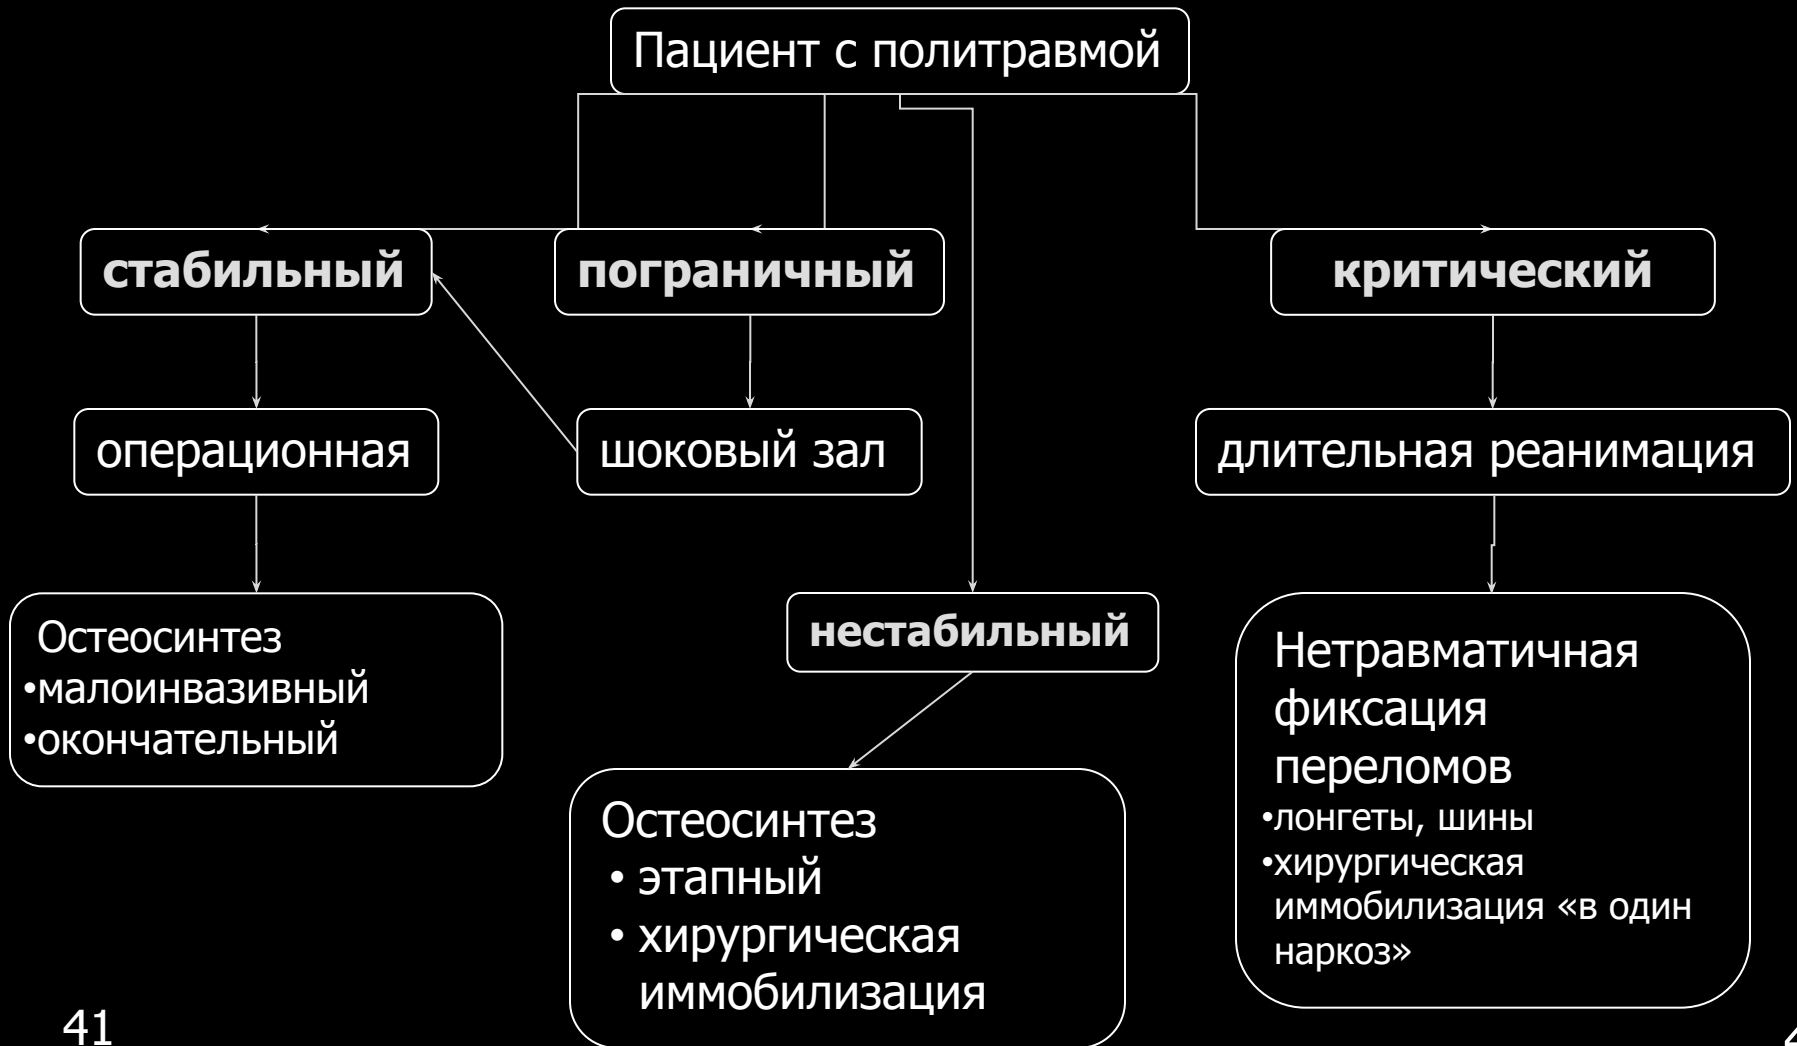 Пациент с политравмой
стабильный
пограничный
критический
операционная
шоковый зал
длительная реанимация
Остеосинтез
•малоинвазивный
•окончательный
нестабильный
Остеосинтез
• этапный
• хирургическая
иммобилизация
Нетравматичная
фиксация
переломов
•лонгеты, шины
•хирургическая
иммобилизация «в один
наркоз»
41